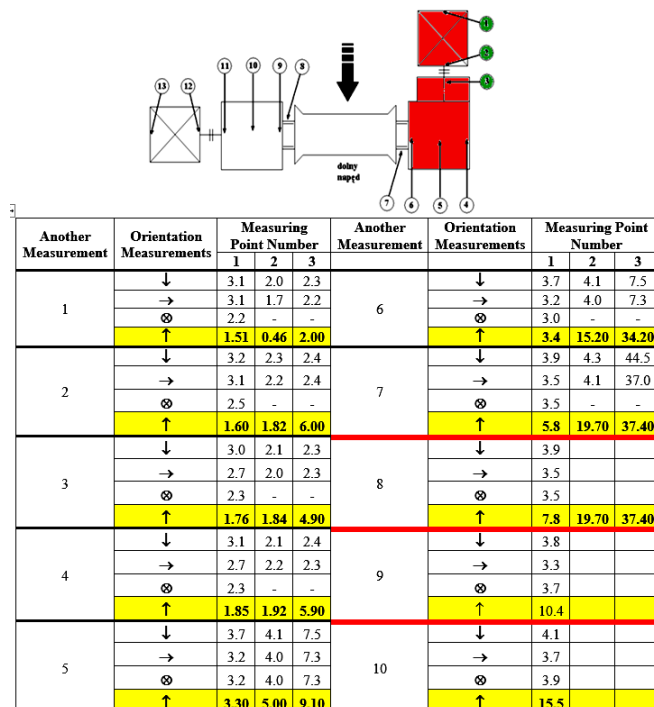 1
2
3
11 10 9 8
13 12
dolny
napęd
7 6 5 4
Another Measurement Orientation Measurements Measuring Point Number Another Measurement Orientation Measurements Measuring Point Number
1 2 3 1 2 3
1 ↓ 3.1 2.0 2.3 6 ↓ 3.7 4.1 7.5
→ 3.1 1.7 2.2 → 3.2 4.0 7.3
⊗ 2.2 - - ⊗ 3.0 - -
↑ 1.51 0.46 2.00 ↑ 3.4 15.20 34.20
2 ↓ 3.2 2.3 2.4 7 ↓ 3.9 4.3 44.5
→ 3.1 2.2 2.4 → 3.5 4.1 37.0
⊗ 2.5 - - ⊗ 3.5 - -
↑ 1.60 1.82 6.00 ↑ 5.8 19.70 37.40
3 ↓ 3.0 2.1 2.3 8 ↓ 3.9
→ 2.7 2.0 2.3 → 3.5
⊗ 2.3 - - ⊗ 3.5
↑ 1.76 1.84 4.90 ↑ 7.8 19.70 37.40
4 ↓ 3.1 2.1 2.4 9 ↓ 3.8
→ 2.7 2.2 2.3 → 3.3
⊗ 2.3 - - ⊗ 3.7
↑ 1.85 1.92 5.90 ↑ 10.4
5 ↓ 3.7 4.1 7.5 10 ↓ 4.1
→ 3.2 4.0 7.3 → 3.7
⊗ 3.2 4.0 7.3 ⊗ 3.9
↑ 3.30 5.00 9.10 ↑ 15.5